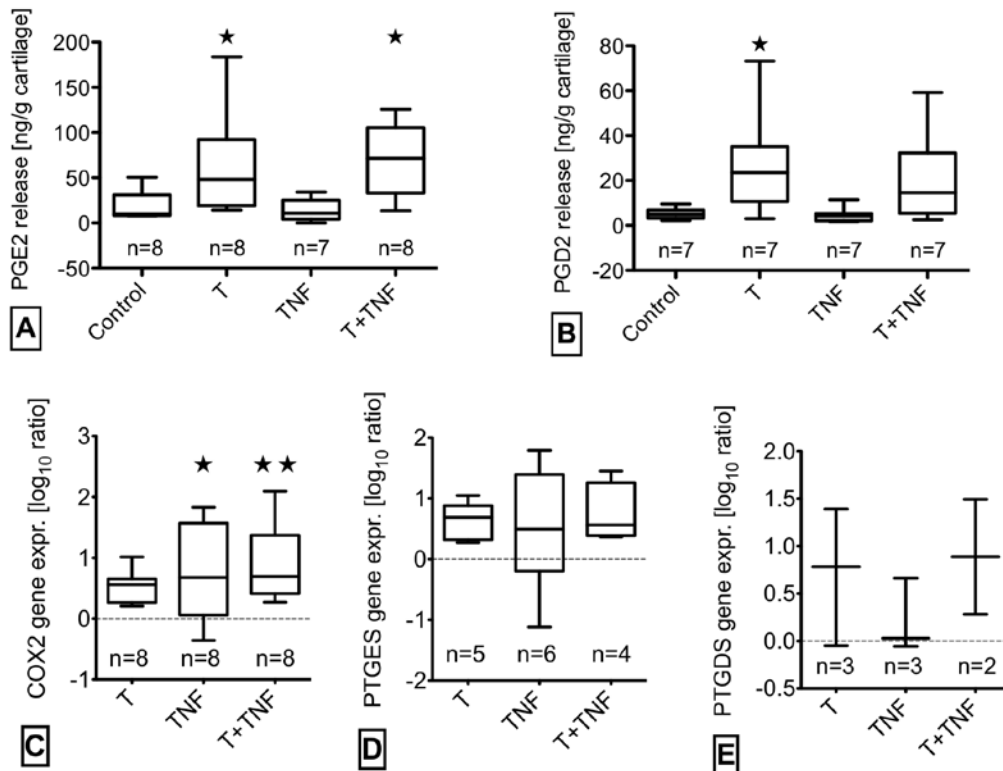 PGE2 release [ng/g cartilage]
200
150
100
50
0
-50
★ ★
n=8 n=8 n=7 n=8
Control T TNF T+TNF
A
PGD2 release [ng/g cartilage]
80
60
40
20
0
-20
★
n=7 n=7 n=7 n=7
Control T TNF T+TNF
B
COX2 gene expr. [log10 ratio]
3
2
1
0
-1
★ ★★
n=8 n=8 n=8
T TNF T+TNF
C
PTGES gene expr. [log10 ratio]
2
1
0
-1
-2
n=5 n=6 n=4
T TNF T+TNF
D
PTGDS gene expr. [log10 ratio]
2.0
1.5
1.0
0.5
0.0
-0.5
n=3 n=3 n=2
T TNF T+TNF
E